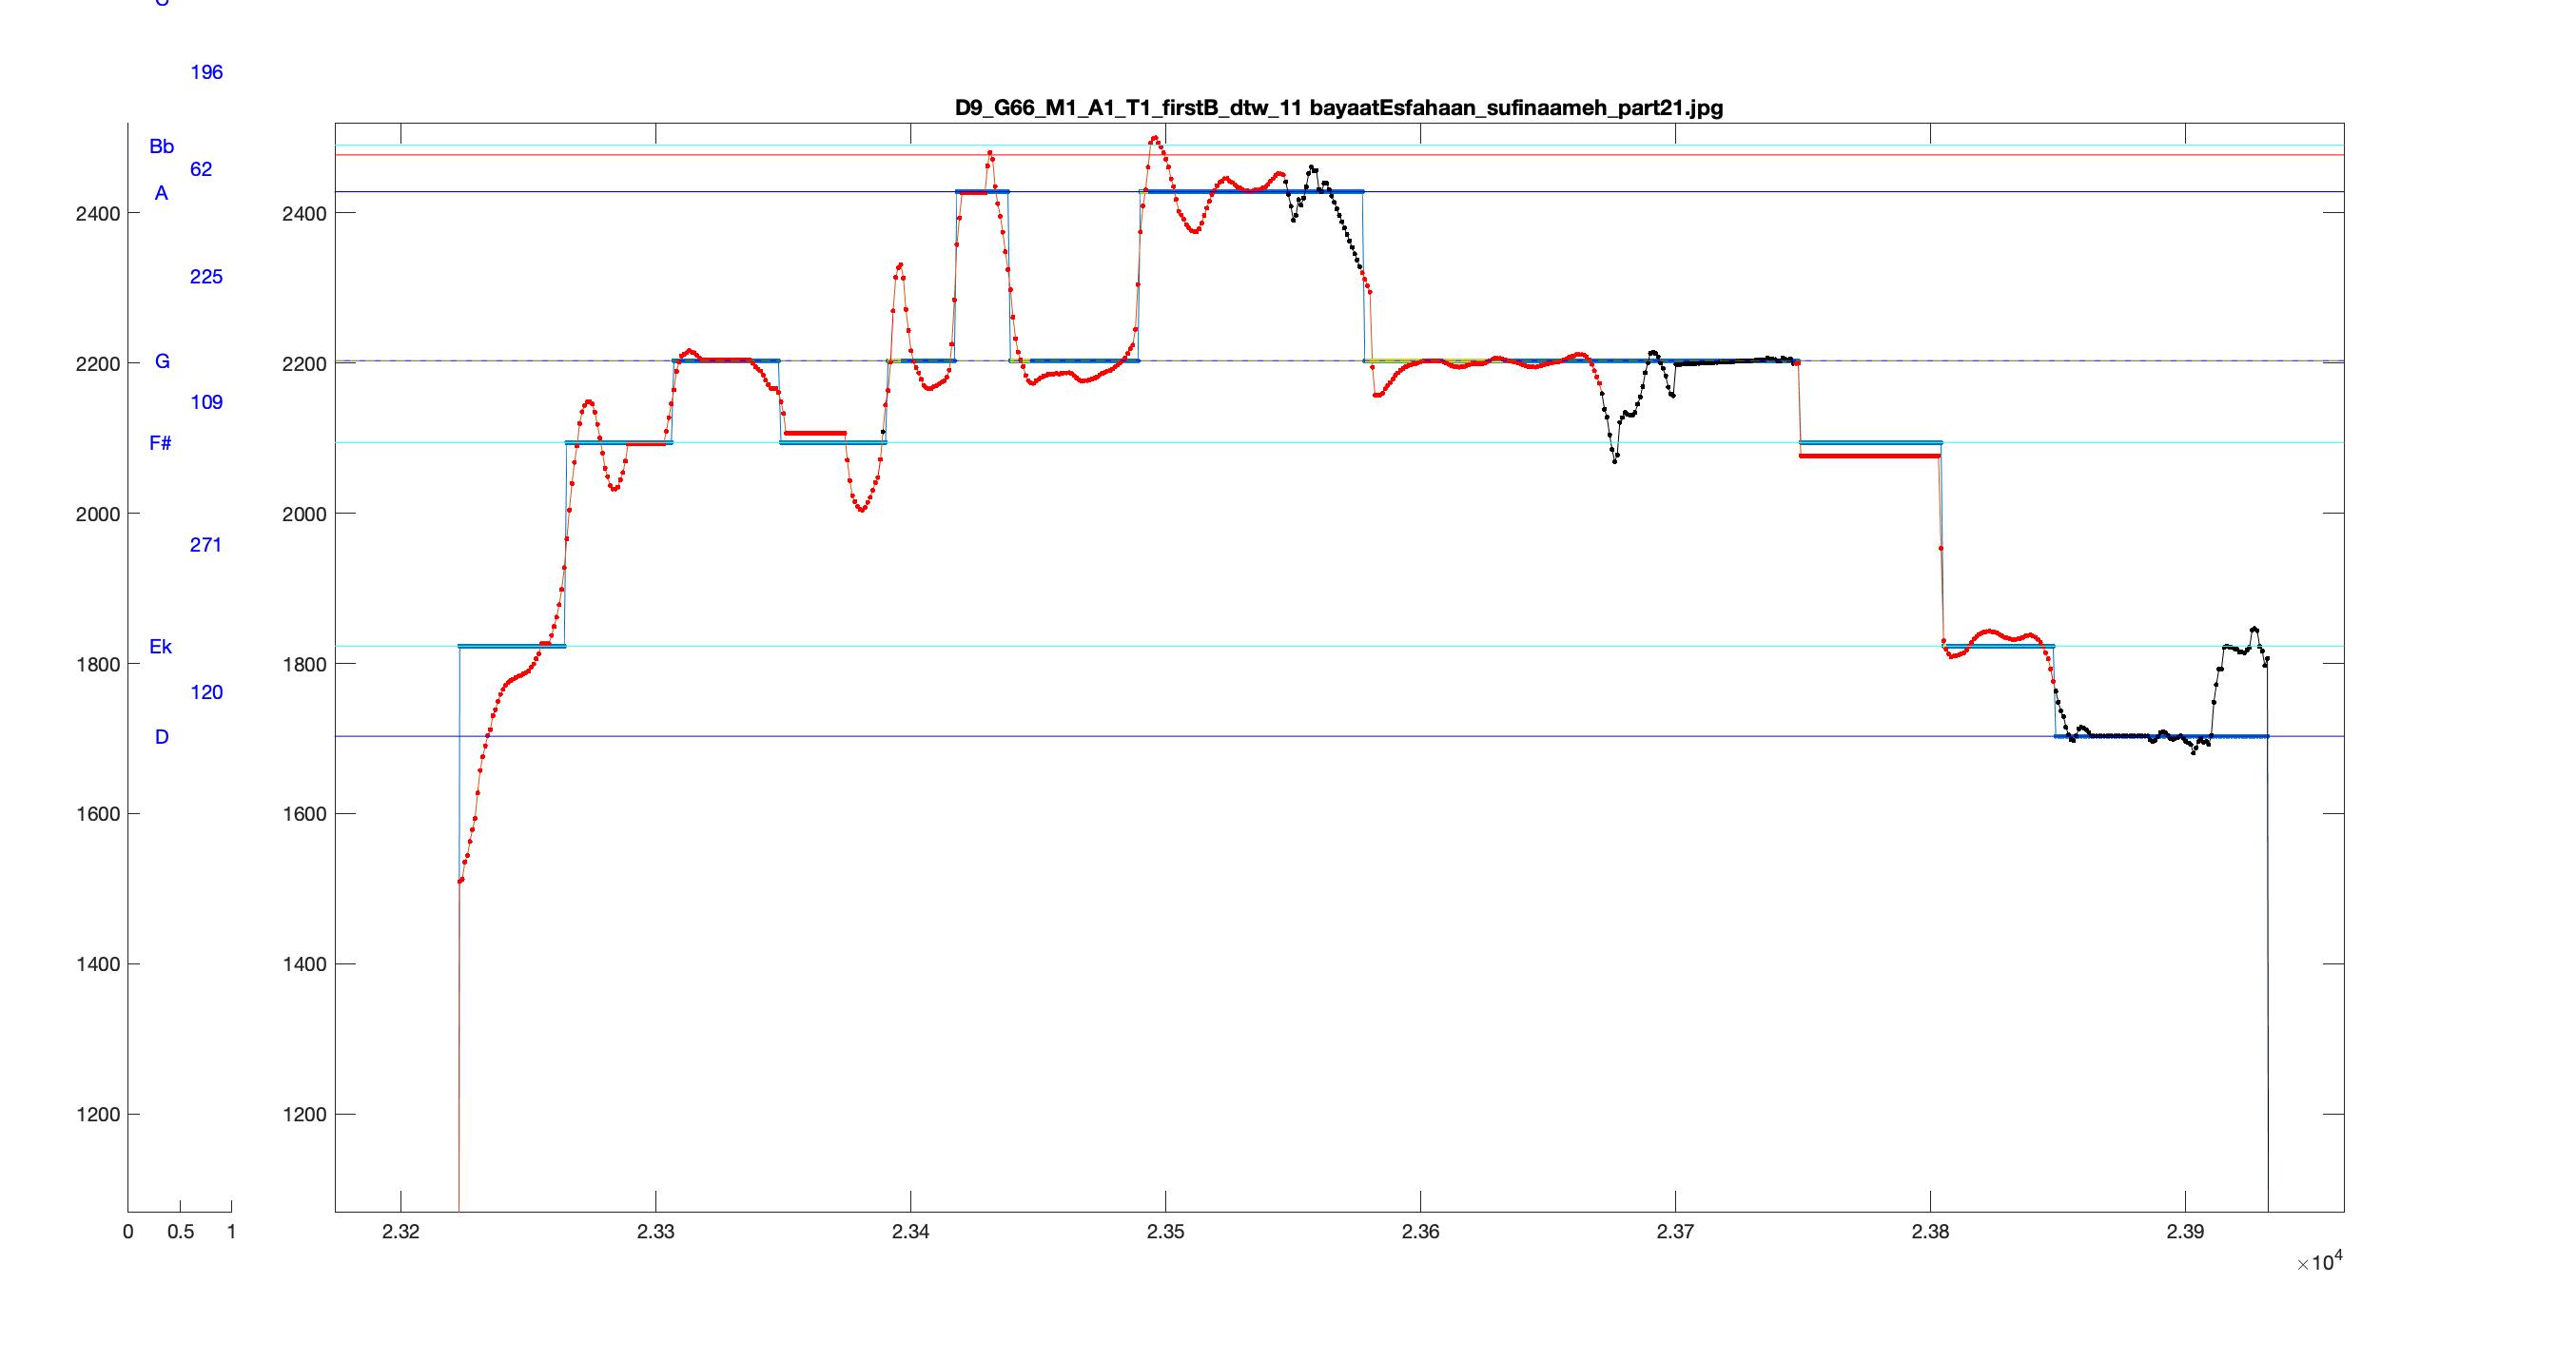 196
D9_G66_M1_A1_T1_firstB_dtw_11 bayaatEsfahaan_sufinaameh_part21.jpg
Bb
62
A
2400 2400
225
2200 G 2200
109
F#
2000 2000
271
Ek
1800 1800
120
D
1600 1600
1400 1400
1200 1200
0 0.5 1 2.32 2.33 2.34 2.35 2.36 2.37 2.38 2.39
×10⁴